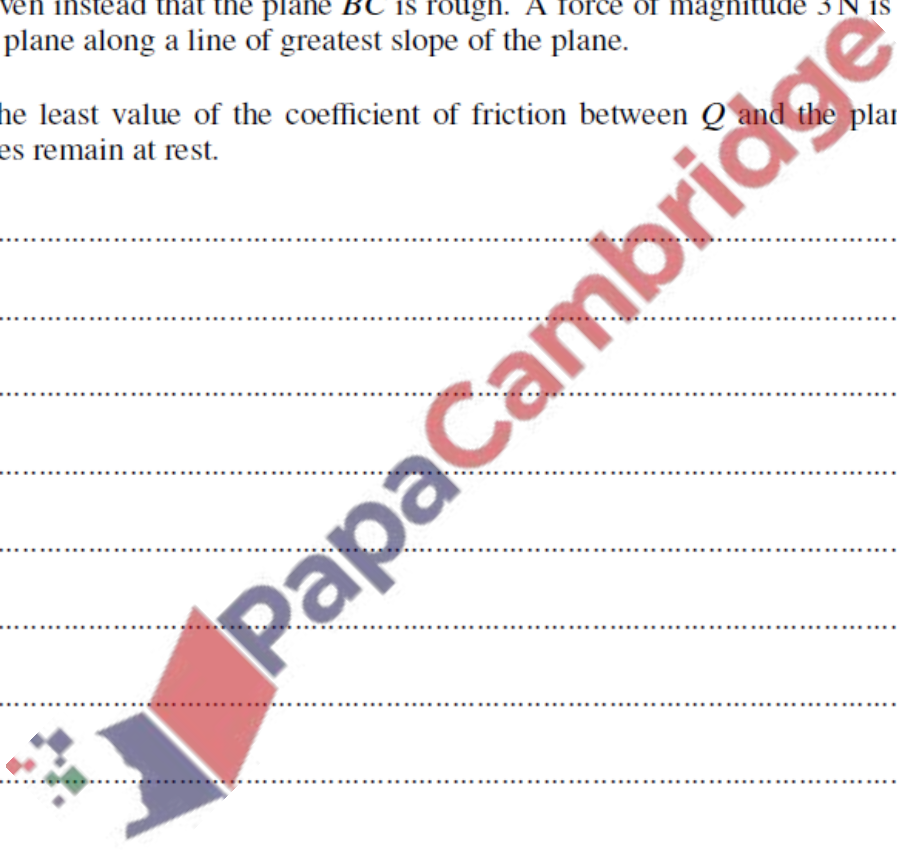 ven instead that the plane BC is rough. A force of magnitude 3 N is
plane along a line of greatest slope of the plane.
he least value of the coefficient of friction between Q and the plan
es remain at rest.
PapaCambridge